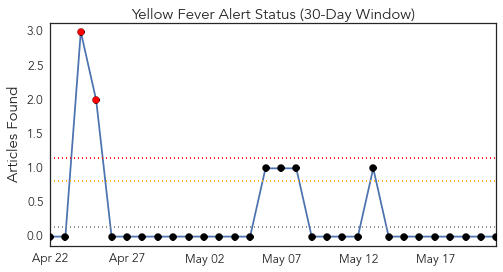 Yellow Fever Alert Status (30-Day Window)
Articles Found
3.0
2.5
2.0
1.5
1.0
0.5
0.0
Apr 22 Apr 27 May 02 May 07 May 12 May 17